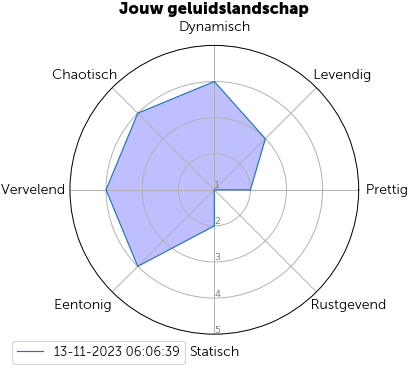 Jouw geluidslandschap
Dynamisch
Chaotisch
Levendig
Vervelend
1
Prettig
2
3
Eentonig
4
Rustgevend
5
13-11-2023 06:06:39
Statisch